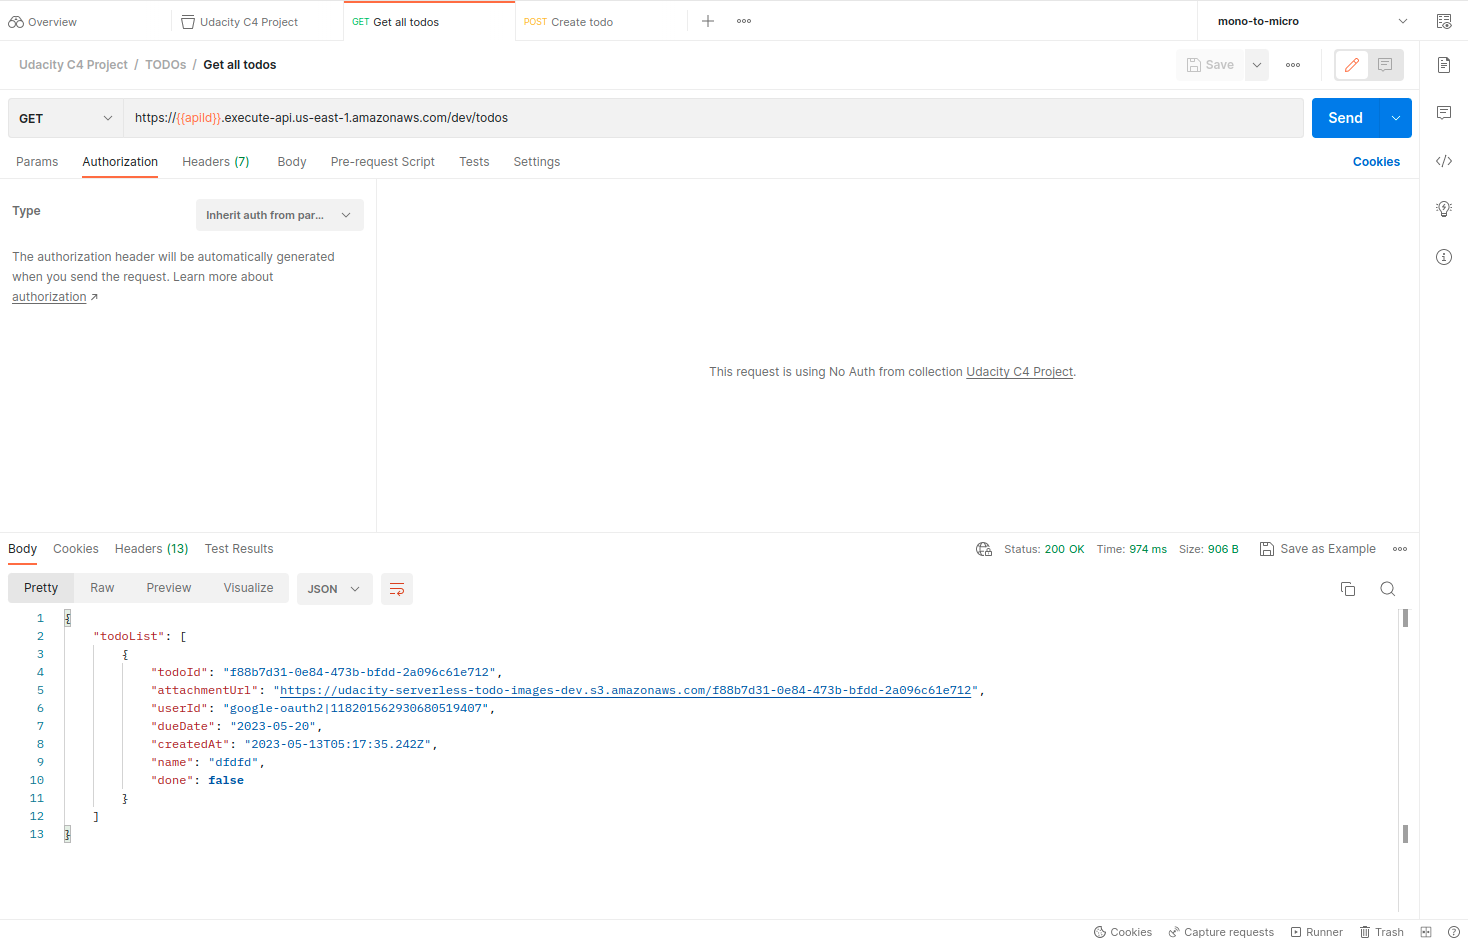 Overview
Udacity C4 Project
GET Get all todos
POST Create todo
mono-to-micro
Udacity C4 Project / TODOs / Get all todos
Save
GET
https://{{apiId}}.execute-api.us-east-1.amazonaws.com/dev/todos
Send
Params Authorization Headers (7) Body Pre-request Script Tests Settings
Cookies
Type
Inherit auth from par...
The authorization header will be automatically generated
when you send the request. Learn more about
authorization ↗
This request is using No Auth from collection Udacity C4 Project.
Body Cookies Headers (13) Test Results
Status: 200 OK Time: 974 ms Size: 906 B Save as Example
Pretty Raw Preview Visualize JSON
1 {
2 "todoList": [
3 {
4 "todoId": "f88b7d31-0e84-473b-bfdd-2a096c61e712",
5 "attachmentUrl": "https://udacity-serverless-todo-images-dev.s3.amazonaws.com/f88b7d31-0e84-473b-bfdd-2a096c61e712",
6 "userId": "google-oauth2|118201562930680519407",
7 "dueDate": "2023-05-20",
8 "createdAt": "2023-05-13T05:17:35.242Z",
9 "name": "dfdfd",
10 "done": false
11 }
12 ]
13 }
Cookies Capture requests Runner Trash